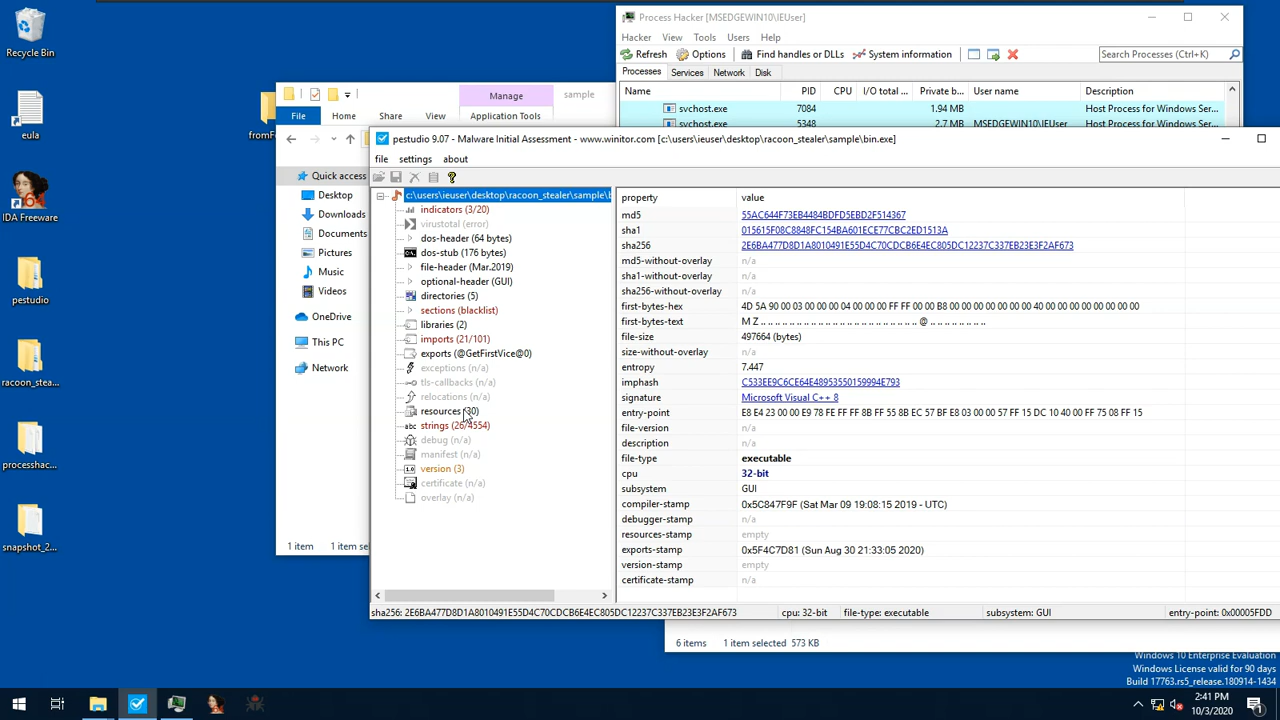 Recycle Bin
eula
IDA Freeware
pestudio
racoon_stea...
processhac...
snapshot_2...
Manage
sample
File
Home
Share
View
Application Tools
Quick access
Desktop
Downloads
Documents
Pictures
Music
Videos
OneDrive
This PC
Network
1 item
Process Hacker [MSEDGEWIN10\IEUser]
Hacker View Tools Users Help
Refresh Options Find handles or DLLs System information Search Processes (Ctrl+K)
Processes Services Network Disk
Name PID CPU I/O total ... Private b... User name Description
svchost.exe 7084 1.94 MB Host Process for Windows Ser...
svchost.exe 5348 2.7 MB MSEDGEWIN10\IEUser Host Process for Windows Ser...
pestudio 9.07 - Malware Initial Assessment - www.winitor.com [c:\users\ieuser\desktop\racoon_stealer\sample\bin.exe]
file settings about
c:\users\ieuser\desktop\racoon_stealer\sample\b
indicators (3/20)
virustotal (error)
dos-header (64 bytes)
dos-stub (176 bytes)
file-header (Mar.2019)
optional-header (GUI)
directories (5)
sections (blacklist)
libraries (2)
imports (21/101)
exports (@GetFirstVice@0)
exceptions (n/a)
tls-callbacks (n/a)
relocations (n/a)
resources (30)
strings (26/4554)
debug (n/a)
manifest (n/a)
version (3)
certificate (n/a)
overlay (n/a)
property value
md5 55AC644F73EB4484BDFD5EBD2F514367
sha1 015615F08C8848FC154BA601ECE77CBC2ED1513A
sha256 2E6BA477D8D1A8010491E55D4C70CDCB6E4EC805DC12237C337EB23E3F2AF673
md5-without-overlay n/a
sha1-without-overlay n/a
sha256-without-overlay n/a
first-bytes-hex 4D 5A 90 00 03 00 00 00 04 00 00 00 FF FF 00 00 B8 00 00 00 00 00 00 00 40 00 00 00 00 00 00 00
first-bytes-text M Z .. .. .. .. .. .. .. .. .. .. .. .. .. .. .. .. .. .. .. .. @ .. .. .. .. .. .. ..
file-size 497664 (bytes)
size-without-overlay n/a
entropy 7.447
imphash C533EE9C6CE64E48953550159994E793
signature Microsoft Visual C++ 8
entry-point E8 E4 23 00 00 E9 78 FE FF FF 8B FF 55 8B EC 57 BF E8 03 00 00 57 FF 15 DC 10 40 00 FF 75 08 FF 15
file-version n/a
description n/a
file-type executable
cpu 32-bit
subsystem GUI
compiler-stamp 0x5C847F9F (Sat Mar 09 19:08:15 2019 - UTC)
debugger-stamp n/a
resources-stamp empty
exports-stamp 0x5F4C7D81 (Sun Aug 30 21:33:05 2020)
version-stamp empty
certificate-stamp n/a
sha256: 2E6BA477D8D1A8010491E55D4C70CDCB6E4EC805DC12237C337EB23E3F2AF673 cpu: 32-bit file-type: executable subsystem: GUI entry-point: 0x00005FDD
6 items 1 item selected 573 KB
Windows 10 Enterprise Evaluation
Windows License valid for 90 days
Build 17763.rs5_release.180914-1434
2:41 PM
10/3/2020